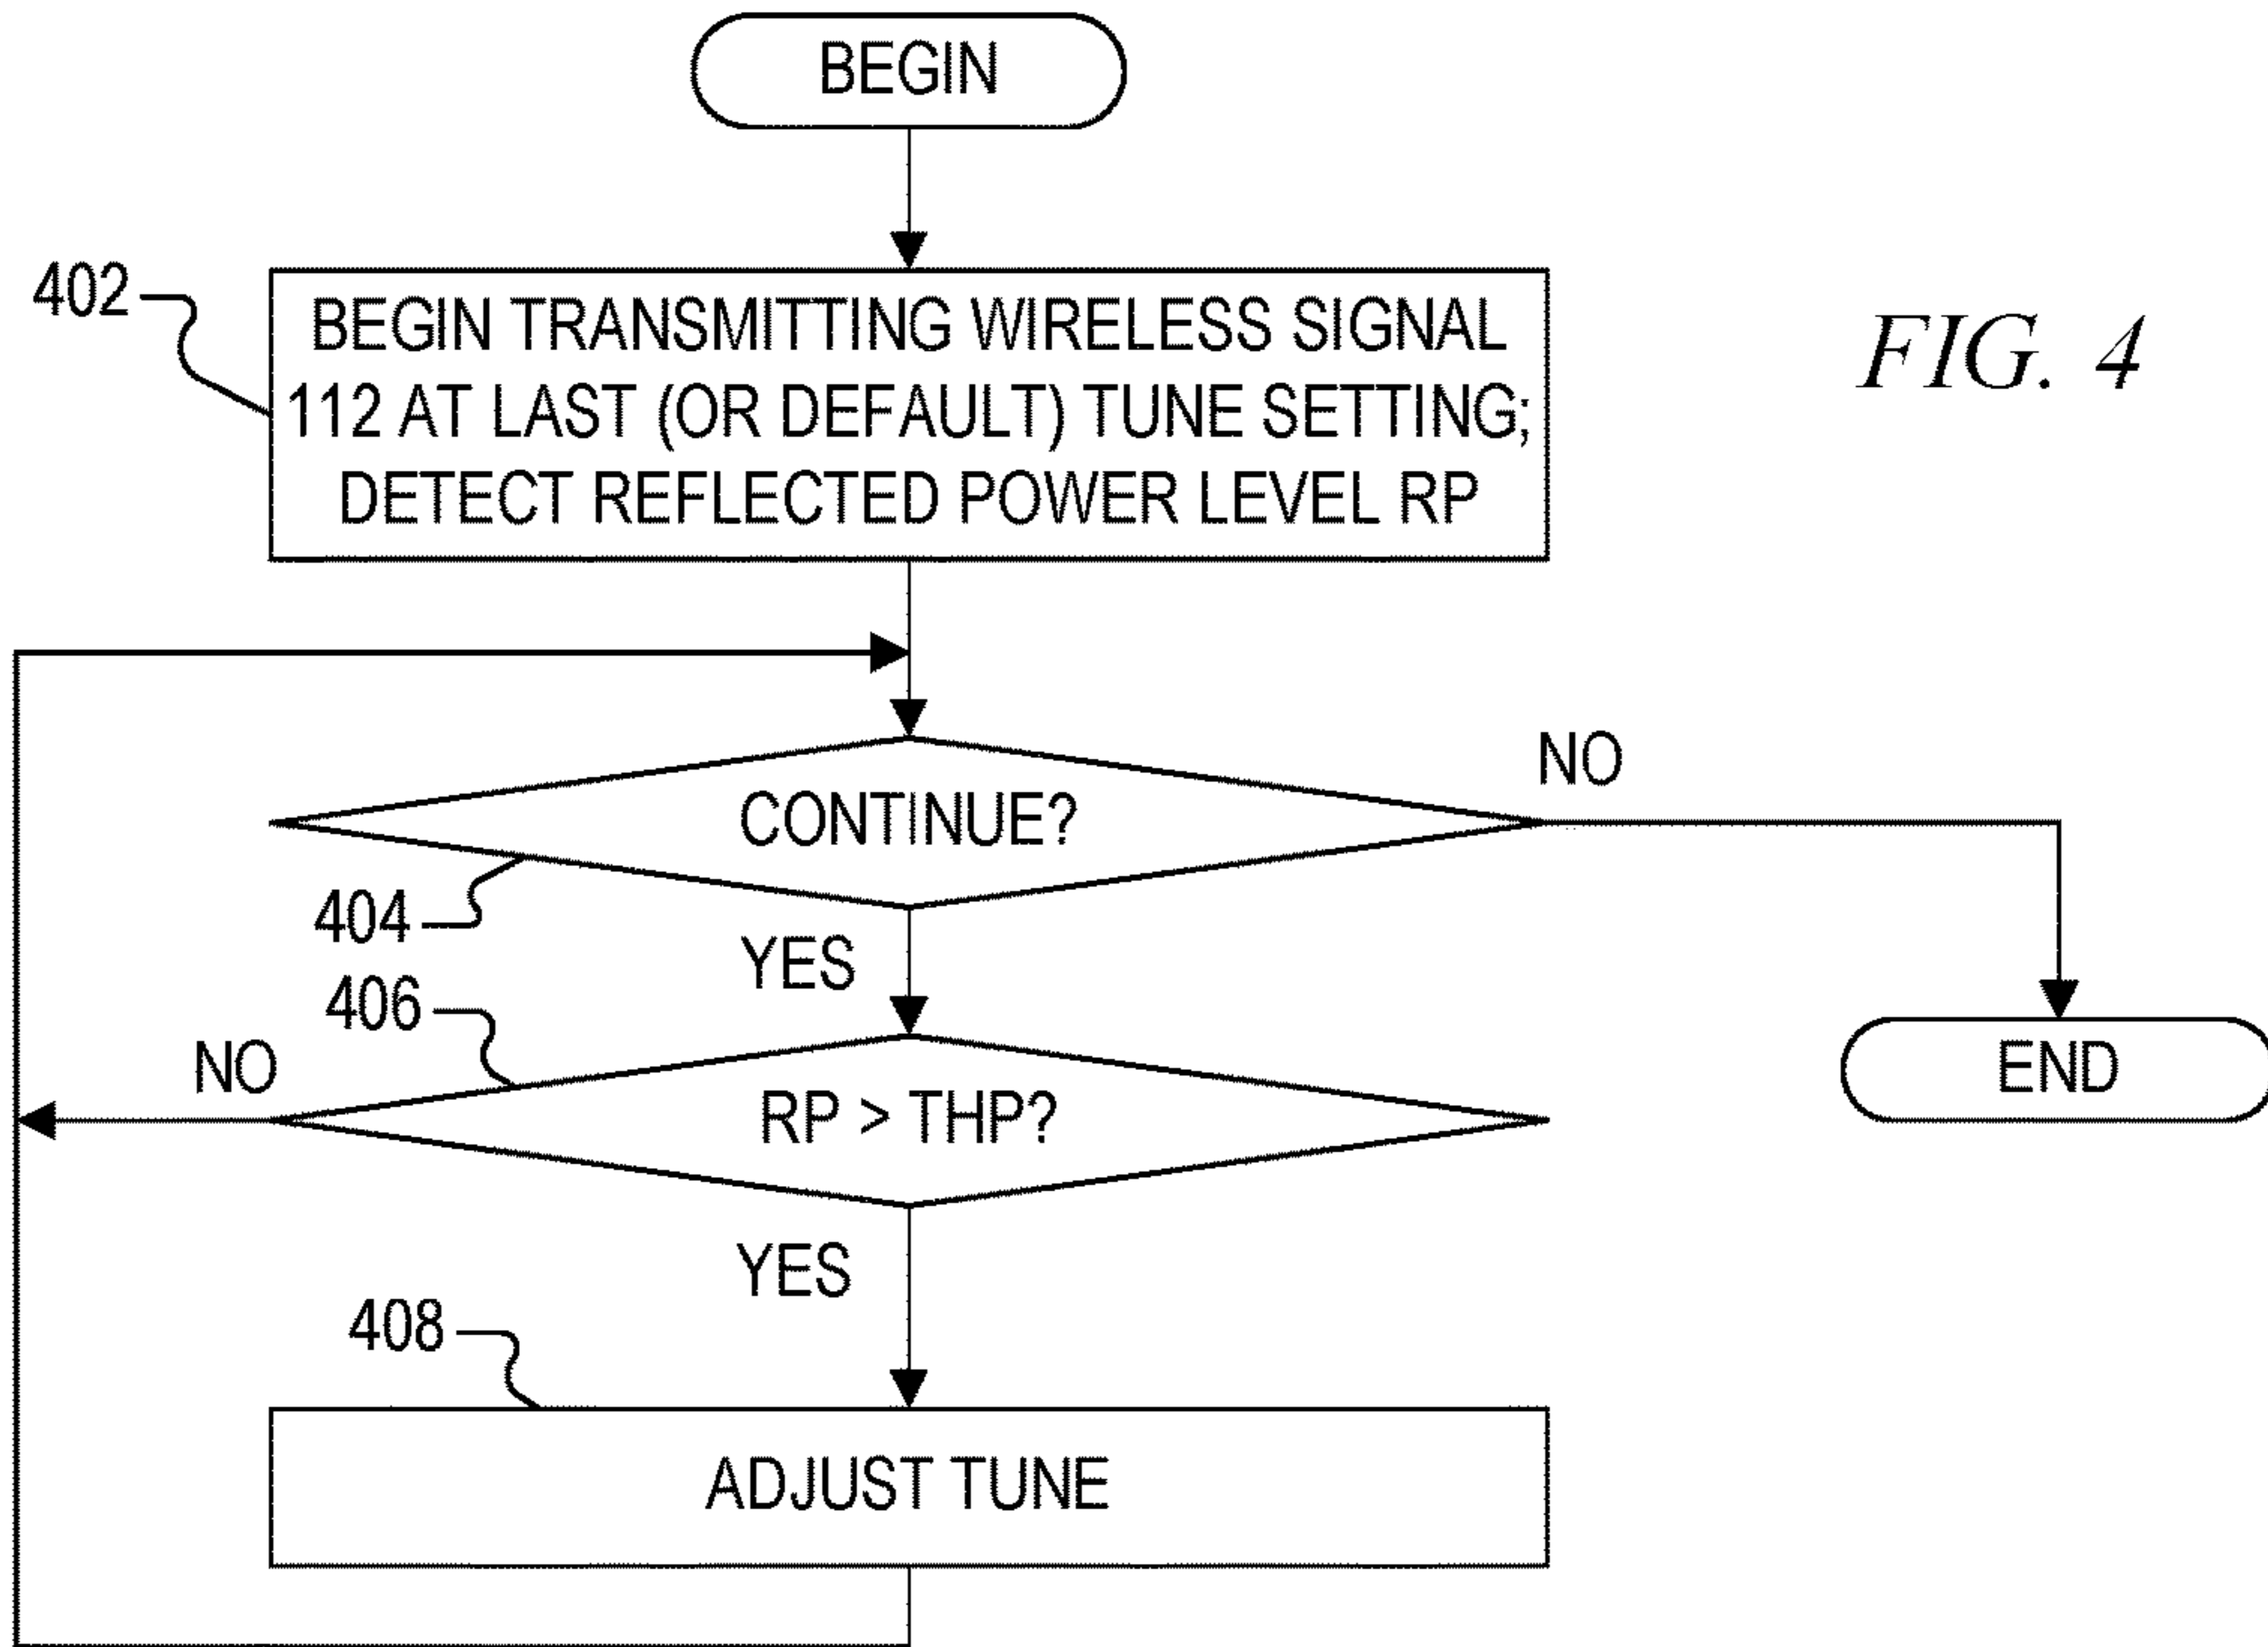 BEGIN
402
BEGIN TRANSMITTING WIRELESS SIGNAL
112 AT LAST (OR DEFAULT) TUNE SETTING;
DETECT REFLECTED POWER LEVEL RP
FIG. 4
NO
CONTINUE?
404
YES
406
NO
RP > THP?
END
YES
408
ADJUST TUNE